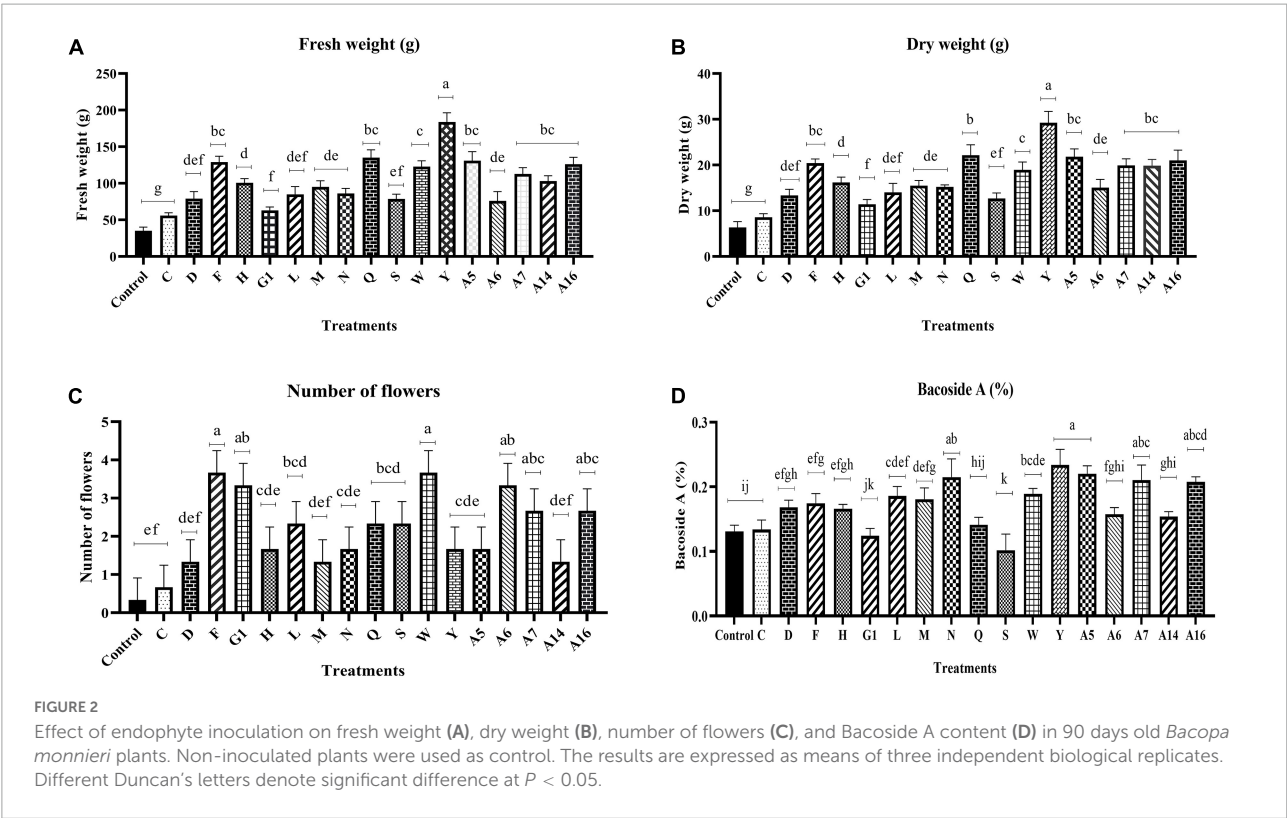 A
Fresh weight (g)
Fresh weight (g)
250
200
150
100
50
0
g
def
bc
d
f
def
de
bc
ef
c
a
bc
de
bc
Control C D F H G1 L M N Q S W Y A5 A6 A7 A14 A16
Treatments
B
Dry weight (g)
Dry weight (g)
40
30
20
10
0
g
def
bc
d
f
def
de
b
ef
c
a
bc
de
bc
Control C D F H G1 L M N Q S W Y A5 A6 A7 A14 A16
Treatments
C
Number of flowers
Number of flowers
5
4
3
2
1
0
ef
def
a
ab
cde
bcd
def
cde
bcd
a
cde
ab
abc
def
abc
Control C D F G1 H L M N Q S W Y A5 A6 A7 A14 A16
Treatments
D
Bacoside A (%)
Bacoside A (%)
0.3
0.2
0.1
0.0
ij
efgh
efg
efgh
jk
cdef
defg
ab
hij
k
bcde
a
fghi
abc
ghi
abcd
Control C D F H G1 L M N Q S W Y A5 A6 A7 A14 A16
Treatments
FIGURE 2
Effect of endophyte inoculation on fresh weight (A), dry weight (B), number of flowers (C), and Bacoside A content (D) in 90 days old Bacopa
monnieri plants. Non-inoculated plants were used as control. The results are expressed as means of three independent biological replicates.
Different Duncan's letters denote significant difference at P < 0.05.